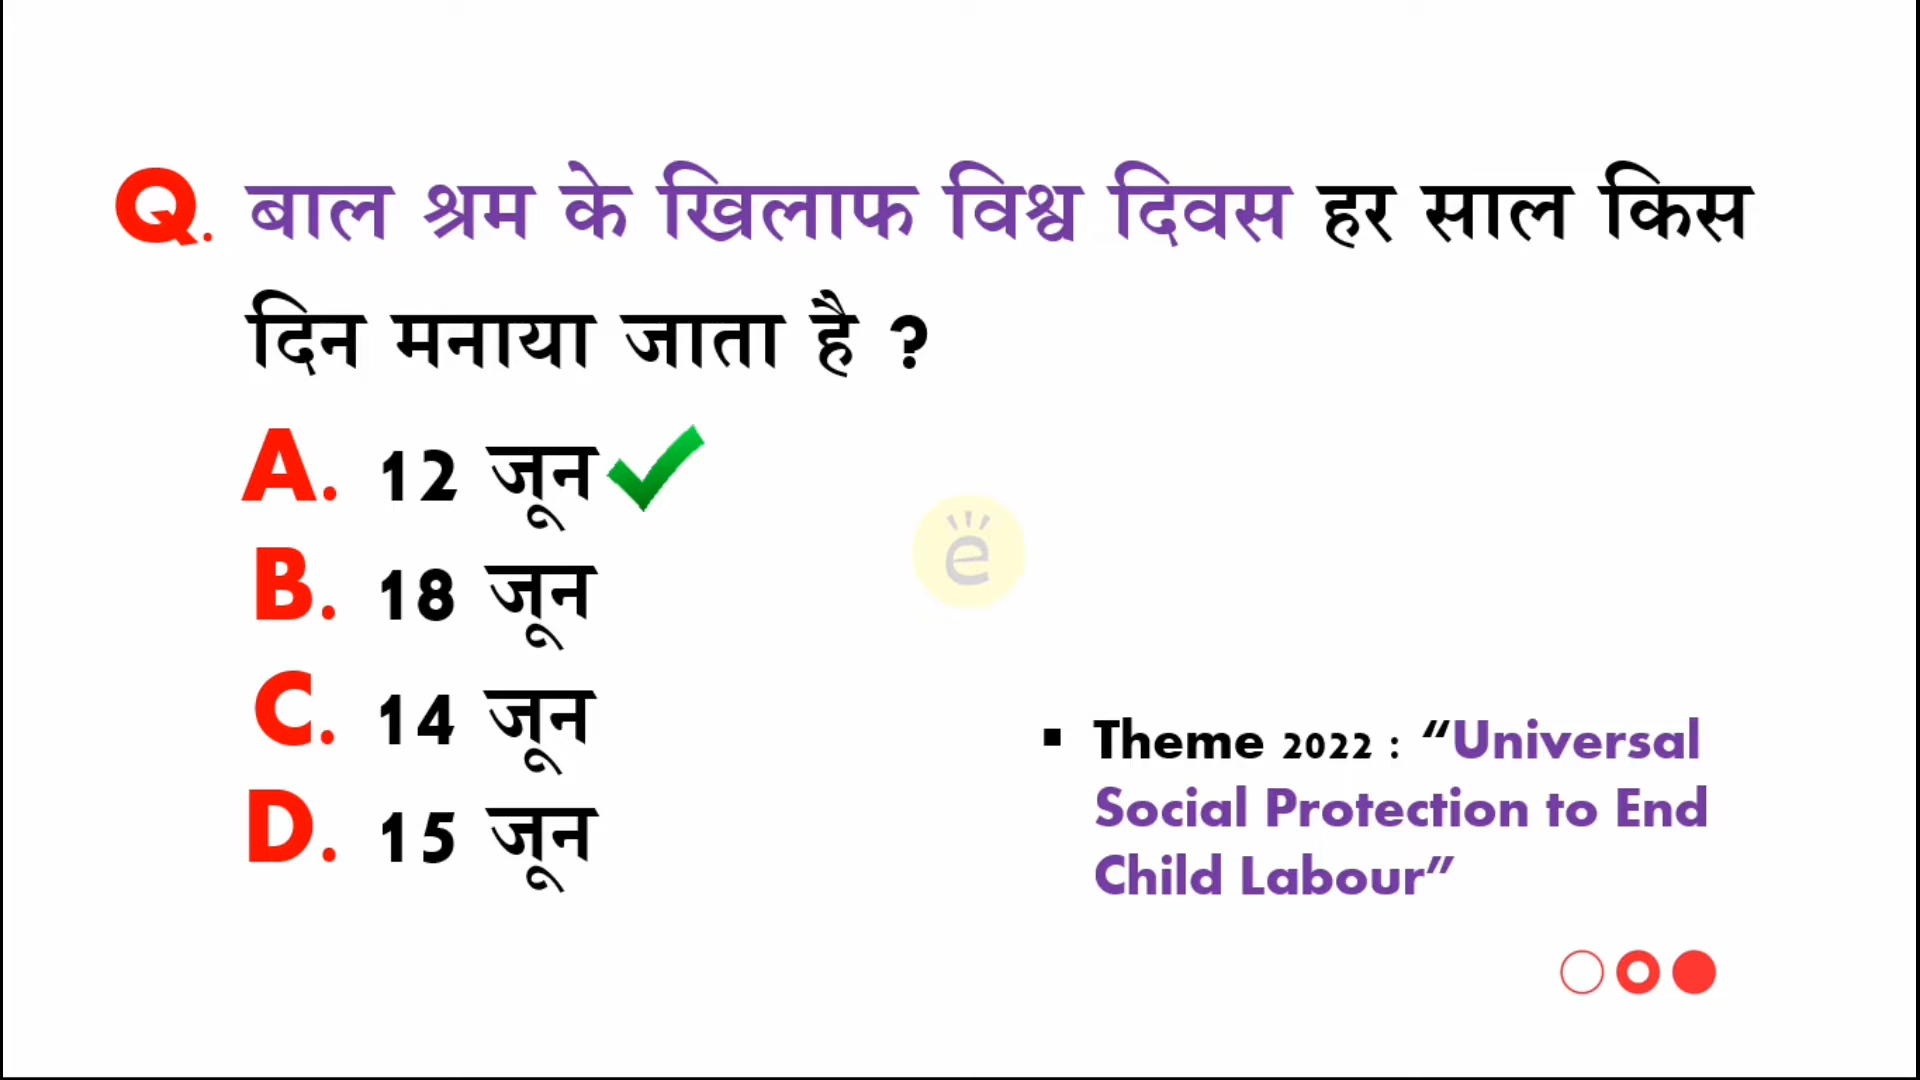 Q. बाल श्रम के खिलाफ विश्व दिवस हर साल किस
दिन मनाया जाता है ?
A. 12 जून
B. 18 जून
C. 14 जून
D. 15 जून
ë
▪ Theme 2022 : “Universal
Social Protection to End
Child Labour”